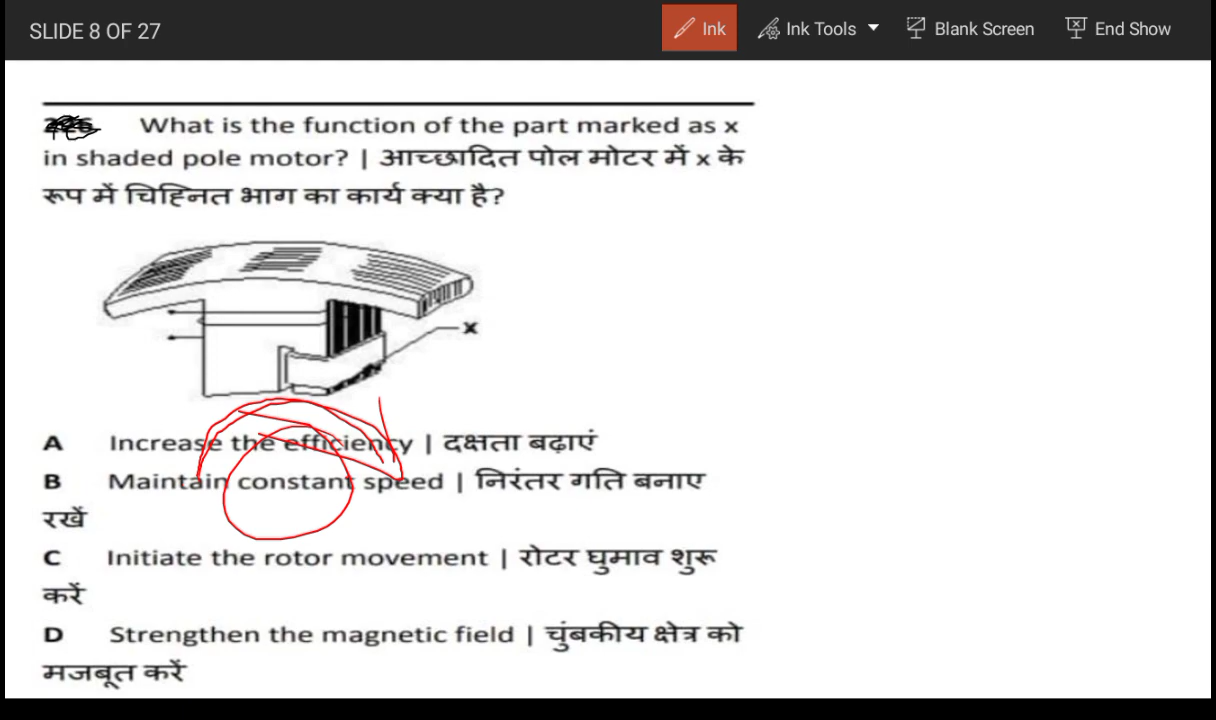 SLIDE 8 OF 27
Ink
Ink Tools
Blank Screen
End Show
What is the function of the part marked as x
in shaded pole motor? | आच्छादित पोल मोटर में x के
रूप में चिह्नित भाग का कार्य क्या है?
x
A Increase the efficiency | दक्षता बढ़ाएं
B Maintain constant speed | निरंतर गति बनाए
रखें
C Initiate the rotor movement | रोटर घुमाव शुरू
करें
D Strengthen the magnetic field | चुंबकीय क्षेत्र को
मजबूत करें